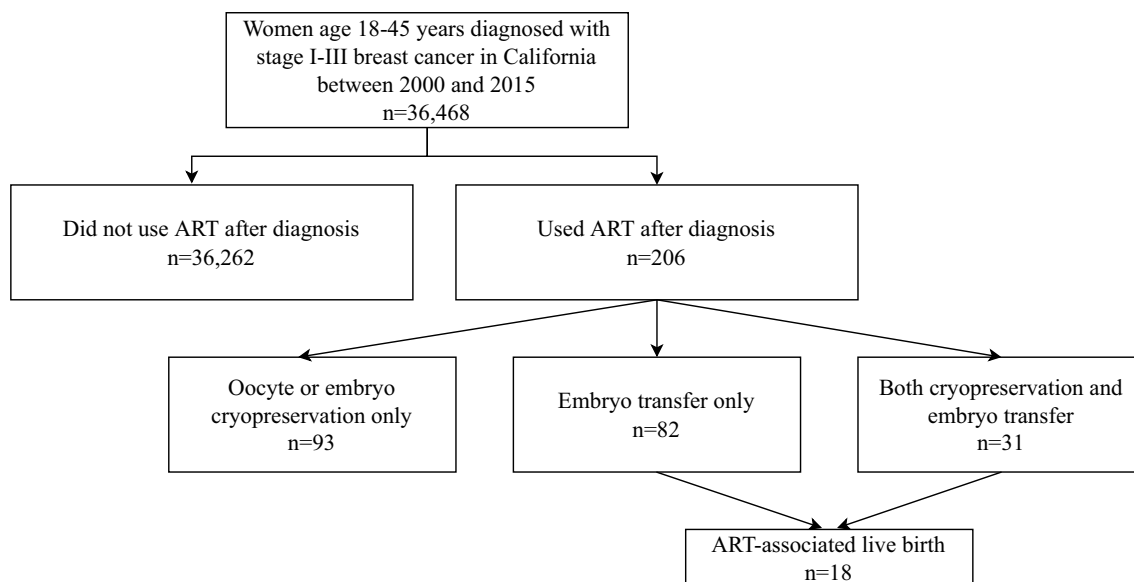 Women age 18-45 years diagnosed with
stage I-III breast cancer in California
between 2000 and 2015
n=36,468
Did not use ART after diagnosis
n=36,262
Used ART after diagnosis
n=206
Oocyte or embryo
cryopreservation only
n=93
Embryo transfer only
n=82
Both cryopreservation and
embryo transfer
n=31
ART-associated live birth
n=18